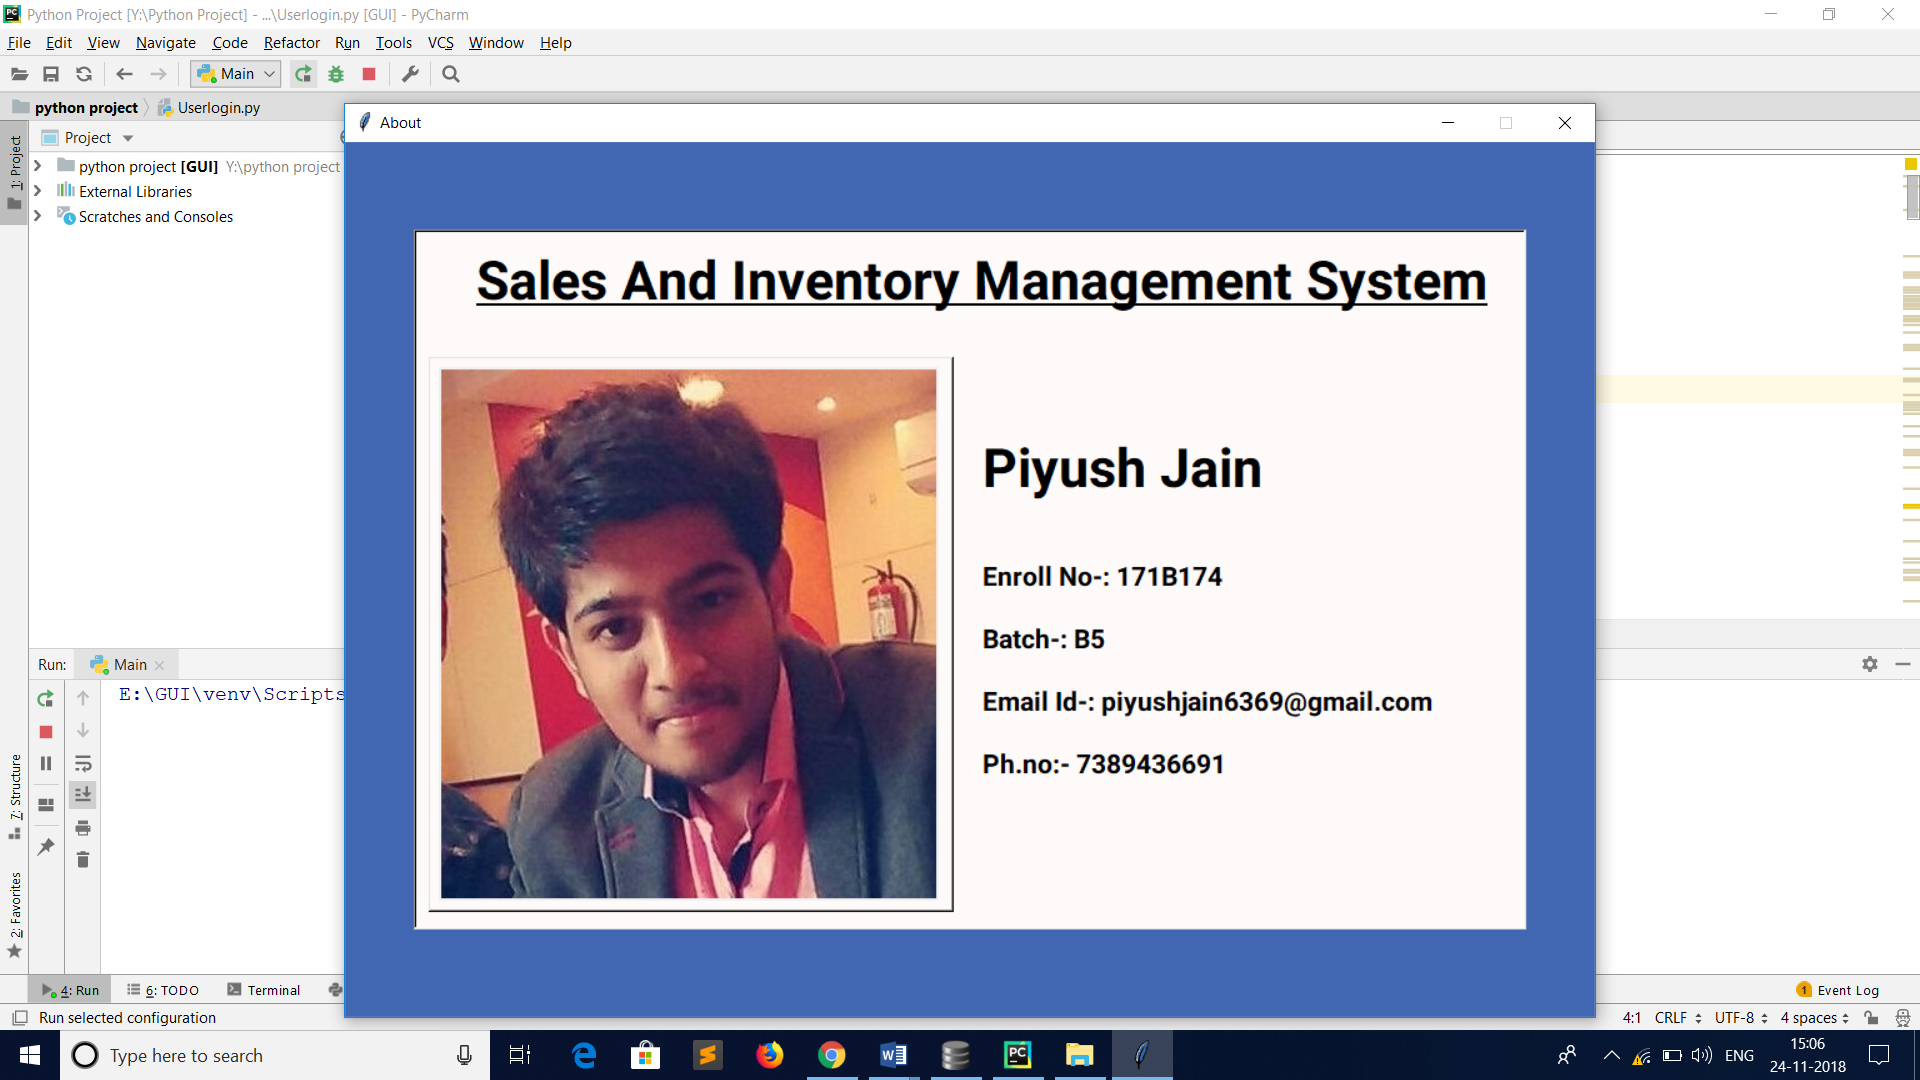 Python Project [Y:\Python Project] - ...\Userlogin.py [GUI] - PyCharm
File Edit View Navigate Code Refactor Run Tools VCS Window Help
Main
python project Userlogin.py
About
Project
1: Project
python project [GUI] Y:\python project
External Libraries
Scratches and Consoles
Sales And Inventory Management System
Piyush Jain
Enroll No-: 171B174
Batch-: B5
Email Id-: piyushjain6369@gmail.com
Ph.no:- 7389436691
Run: Main
E:\GUI\venv\Scripts
7: Structure
2: Favorites
4: Run 6: TODO Terminal
1 Event Log
Run selected configuration
4:1 CRLF UTF-8 4 spaces
Type here to search
ENG
15:06
24-11-2018